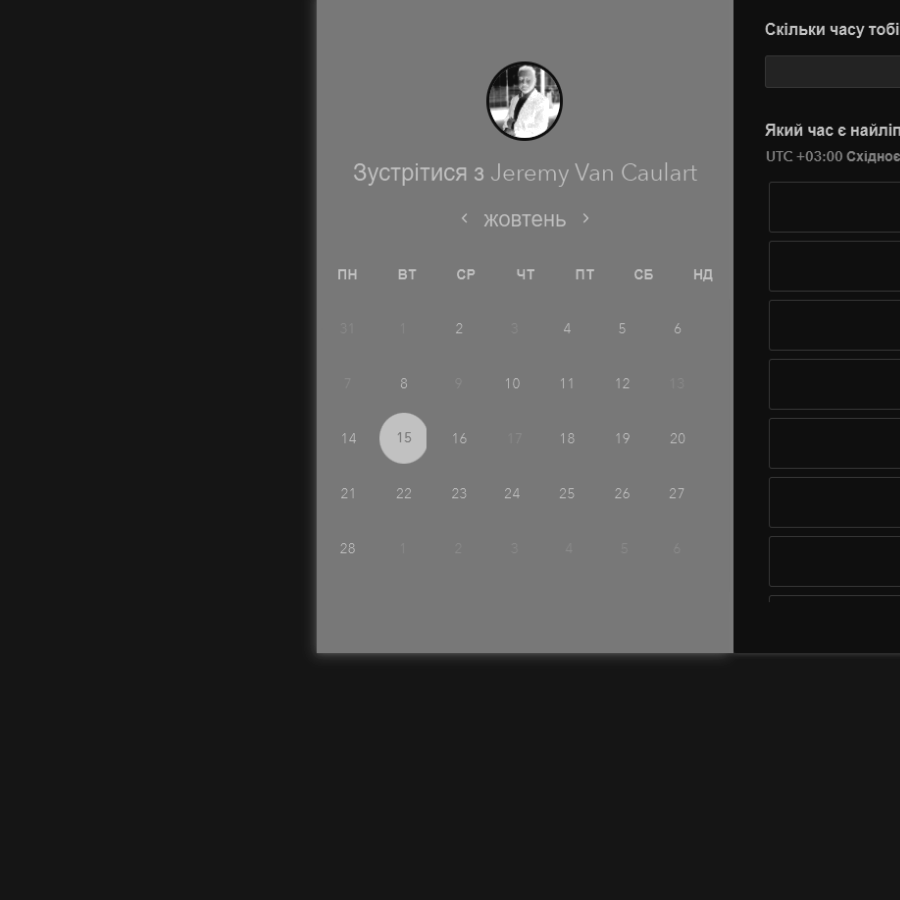 Зустрітися з Jeremy Van Caulart
‹ жовтень ›
ПН ВТ СР ЧТ ПТ СБ НД
31 1 2 3 4 5 6
7 8 9 10 11 12 13
14 15 16 17 18 19 20
21 22 23 24 25 26 27
28 1 2 3 4 5 6
Скільки часу тобі
Який час є
UTC +03:00